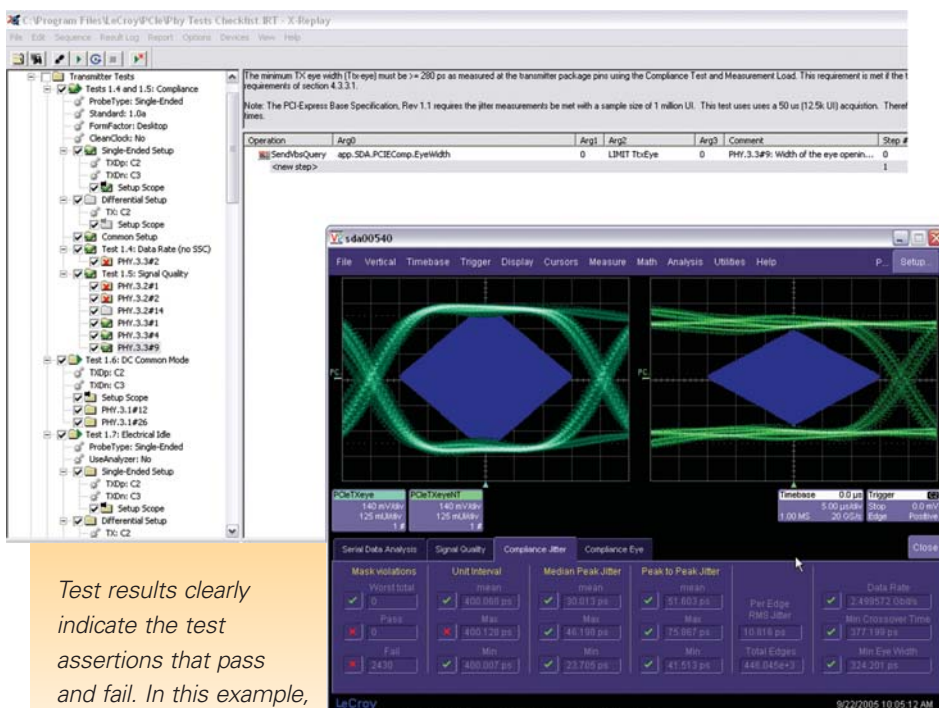 C:\Program Files\LeCroy\PCIe\Phy Tests Checklist.IRT - X-Replay
File Edit Sequence Result Log Report Options Devices View Help
Transmitter Tests
Tests 1.4 and 1.5: Compliance
ProbeType: Single-Ended
Standard: 1.0a
FormFactor: Desktop
CleanClock: No
Single-Ended Setup
TXDp: C2
TXDn: C3
Setup Scope
Differential Setup
TX: C2
Setup Scope
Common Setup
Test 1.4: Data Rate (no SSC)
PHY.3.3#2
Test 1.5: Signal Quality
PHY.3.2#1
PHY.3.2#2
PHY.3.2#14
PHY.3.3#1
PHY.3.3#4
PHY.3.3#9
Test 1.6: DC Common Mode
TXDp: C2
TXDn: C3
Setup Scope
PHY.3.1#12
PHY.3.1#26
Test 1.7: Electrical Idle
ProbeType: Single-Ended
UseAnalyzer: No
Single-Ended Setup
TXDp: C2
TXDn: C3
Setup Scope
Differential Setup
TX: C2
The minimum TX eye width (Ttx-eye) must be >= 280 ps as measured at the transmitter package pins using the Compliance Test and Measurement Load. This requirement is met if the t
requirements of section 4.3.3.1.
Note: The PCI-Express Base Specification, Rev 1.1 requires the jitter measurements be met with a sample size of 1 million UI. This test uses uses a 50 us (12.5k UI) acquistion. Theref
times.
Operation Arg0 Arg1 Arg2 Arg3 Comment Step #
SendVbsQuery app.SDA.PCIEComp.EyeWidth 0 LIMIT TtxEye 0 PHY.3.3#9: Width of the eye openin... 0
<new step> 1
sda00540
File Vertical Timebase Trigger Display Cursors Measure Math Analysis Utilities Help P... Setup...
PC
PC
PCIeTXeye
140 mV/div
125 mUI/div
1 #
PCIeTXeyeNT
140 mV/div
125 mUI/div
1 #
Timebase 0.0 µs
5.00 µs/div
1.00 MS 20 GS/s
Trigger C2
Stop 0.0 mV
Edge Positive
Serial Data Analysis Signal Quality Compliance Jitter Compliance Eye Close
Mask violations Unit Interval Median Peak Jitter Peak to Peak Jitter
Worst total mean mean mean Data Rate
0 400.068 ps 30.013 ps 51.603 ps Per Edge RMS Jitter 2.499572 Gbit/s
Pass Max Max Max Min Crossover Time
0 400.128 ps 46.198 ps 75.867 ps 10.816 ps 377.199 ps
Fail Min Min Min Total Edges Min Eye Width
2430 400.007 ps 23.705 ps 41.513 ps 446.045e+3 324.201 ps
LeCroy 9/22/2005 10:05:12 AM
Test results clearly
indicate the test
assertions that pass
and fail. In this example,